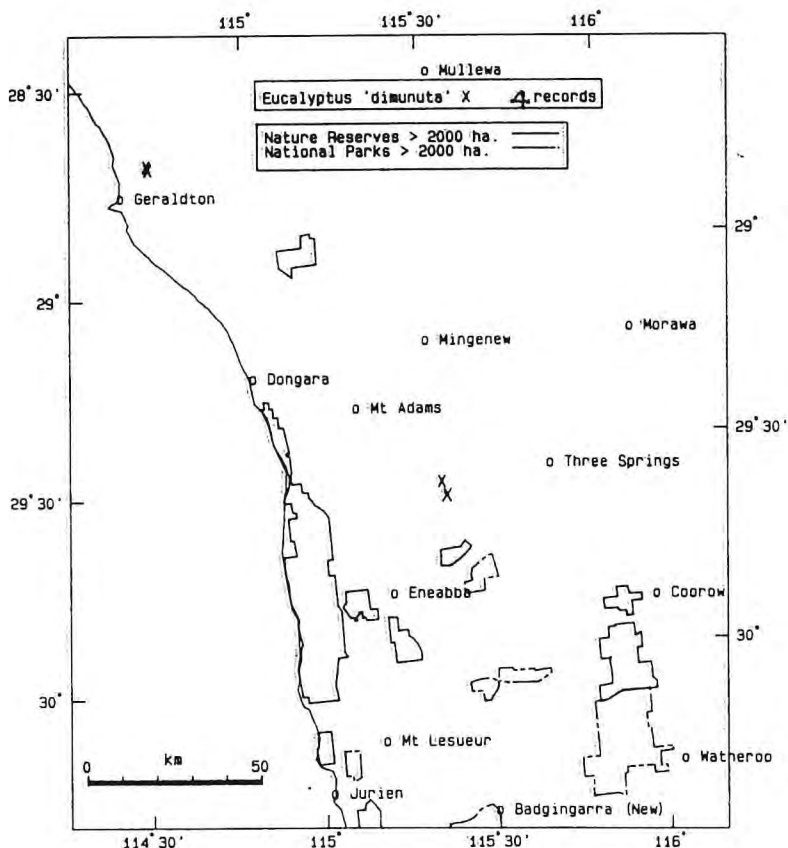 115° 115°30' 116°
o Mullewa
28°30'
Eucalyptus 'dimunuta' X 4 records
Nature Reserves > 2000 ha.
National Parks > 2000 ha.
X
X
o Geraldton
29°
29°
o Morawa
o Mingenew
o Dongara
o Mt Adams
29°30'
o Three Springs
X
29°30'
X
o Eneabba
o Coorow
30°
30°
o Mt Lesueur
o Watheroo
0 km 50
o Jurien
o Badgingarra (New)
114°30' 115° 115°30' 116°